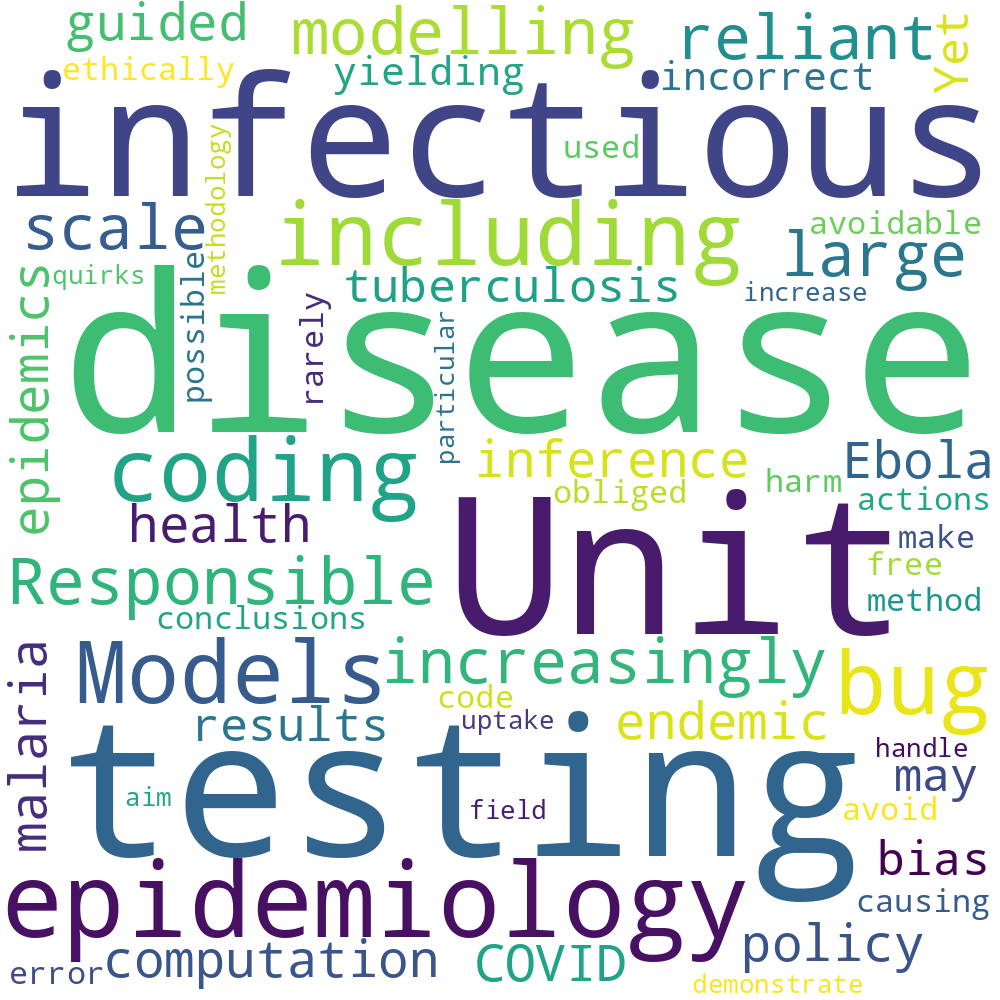 guided
modelling
reliant
Yet
ethically
yielding
incorrect
infectious
methodology
used
scale
including
avoidable
large
possible
quirks
epidemics
tuberculosis
increase
disease
rarely
particular
coding
inference
Ebola
obliged
harm
actions
health
Unit
make
free
method
Responsible
conclusions
malaria
Models
increasingly
bug
code
results
uptake
endemic
testing
handle
may
aim
field
avoid
epidemiology
bias
causing
computation
COVID
policy
error
demonstrate